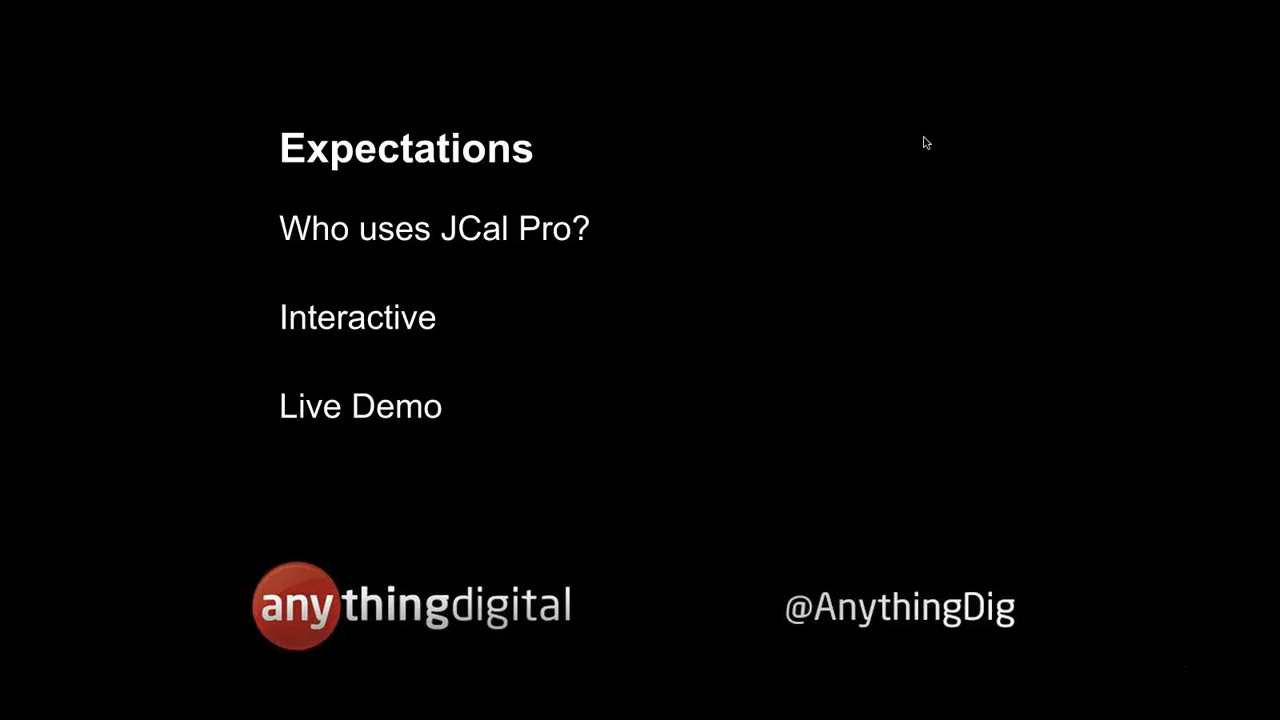 Expectations
Who uses JCal Pro?
Interactive
Live Demo
anythingdigital
@AnythingDig